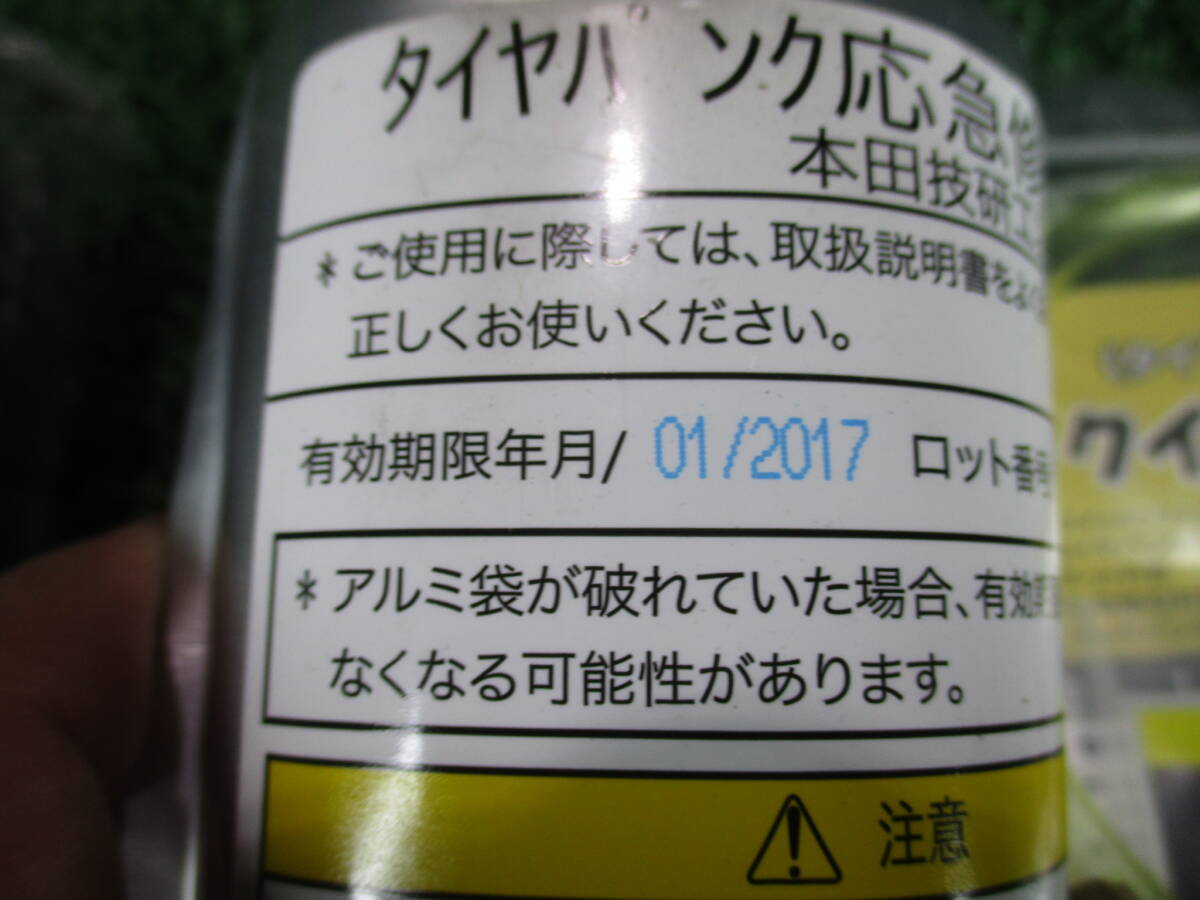 タイヤパンク応急修
本田技研工
＊ご使用に際しては、取扱説明書をよく
正しくお使いください。
有効期限年月/ 01/2017 ロット番号
＊アルミ袋が破れていた場合、有効期
なくなる可能性があります。
注意
クイ